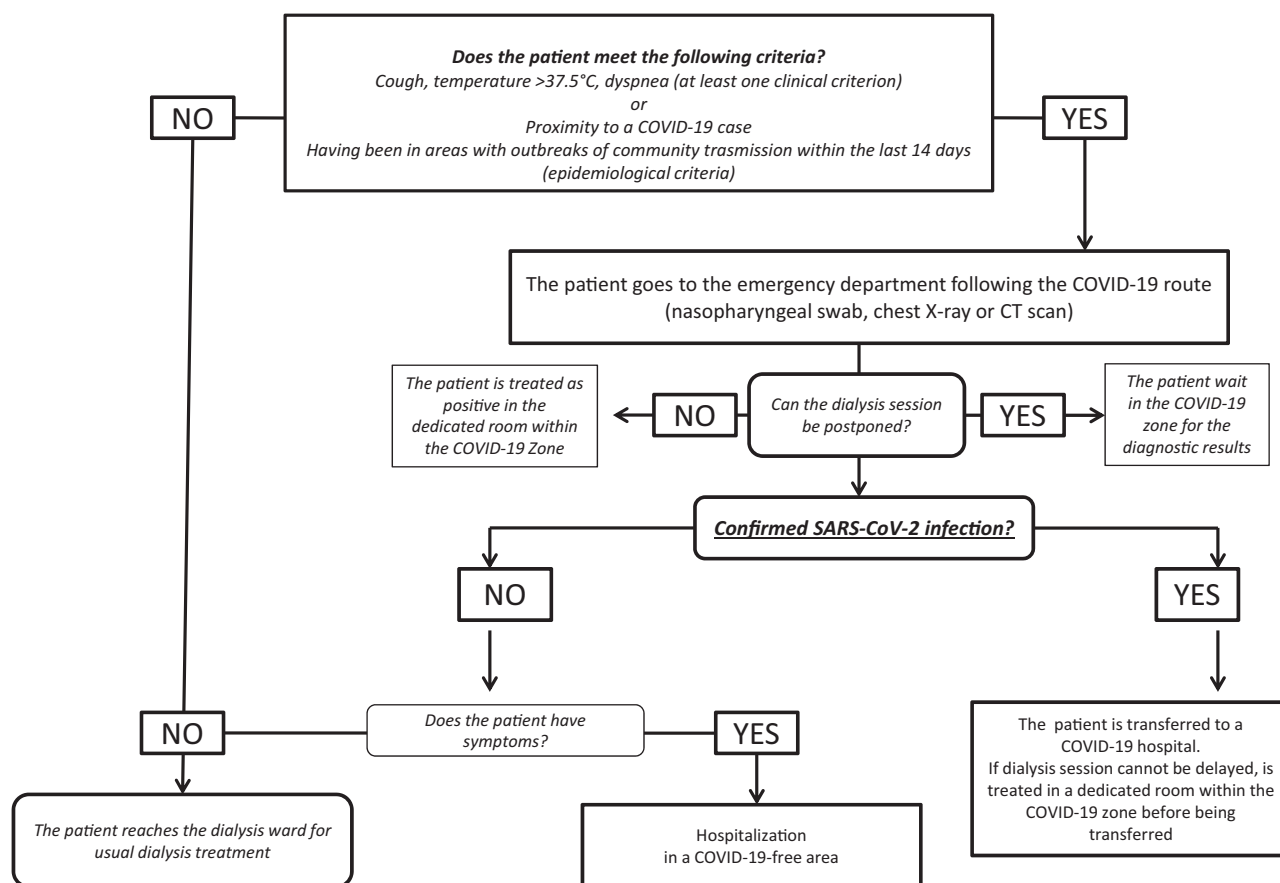 Does the patient meet the following criteria?
Cough, temperature >37.5°C, dyspnea (at least one clinical criterion)
or
Proximity to a COVID-19 case
Having been in areas with outbreaks of community trasmission within the last 14 days
(epidemiological criteria)
NO
YES
The patient goes to the emergency department following the COVID-19 route
(nasopharyngeal swab, chest X-ray or CT scan)
The patient is treated as
positive in the
dedicated room within
the COVID-19 Zone
NO
Can the dialysis session
be postponed?
YES
The patient wait
in the COVID-19
zone for the
diagnostic results
Confirmed SARS-CoV-2 infection?
NO
YES
NO
Does the patient have
symptoms?
YES
The patient is transferred to a
COVID-19 hospital.
If dialysis session cannot be delayed, is
treated in a dedicated room within the
COVID-19 zone before being
transferred
The patient reaches the dialysis ward for
usual dialysis treatment
Hospitalization
in a COVID-19-free area